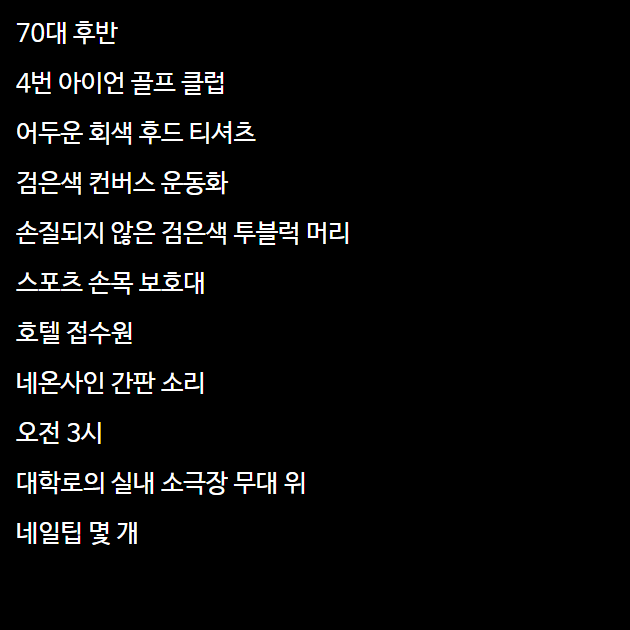 70대 후반
4번 아이언 골프 클럽
어두운 회색 후드 티셔츠
검은색 컨버스 운동화
손질되지 않은 검은색 투블럭 머리
스포츠 손목 보호대
호텔 접수원
네온사인 간판 소리
오전 3시
대학로의 실내 소극장 무대 위
네일팁 몇 개